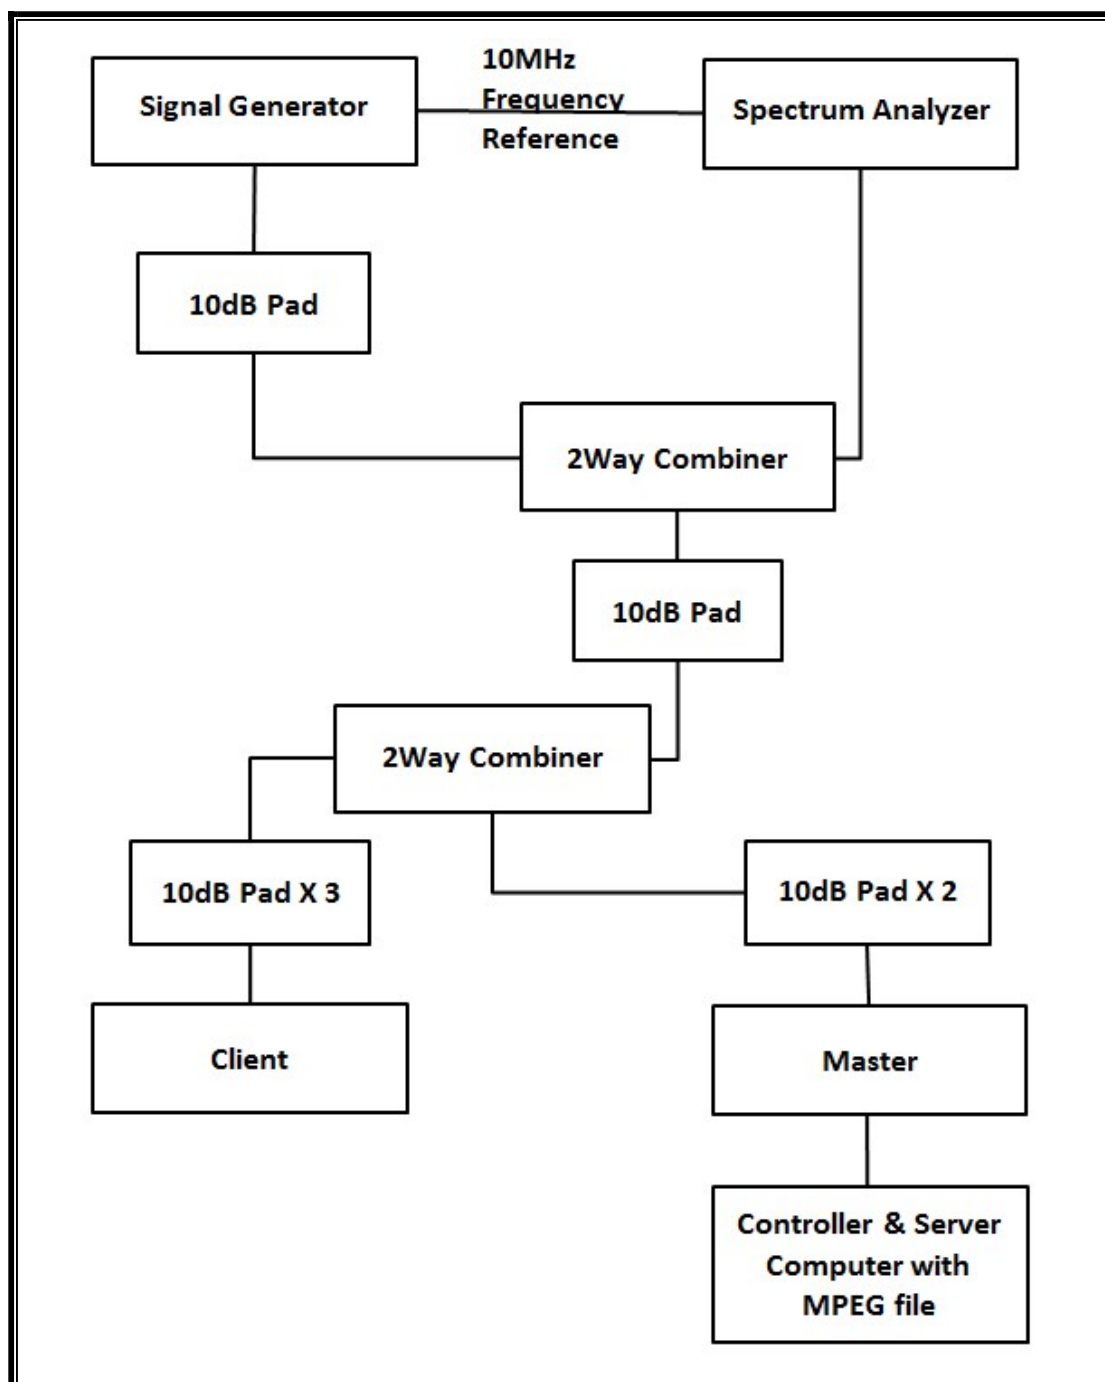 10MHz
Frequency
Reference
Signal Generator
Spectrum Analyzer
10dB Pad
2Way Combiner
10dB Pad
2Way Combiner
10dB Pad X 3
10dB Pad X 2
Client
Master
Controller & Server
Computer with
MPEG file